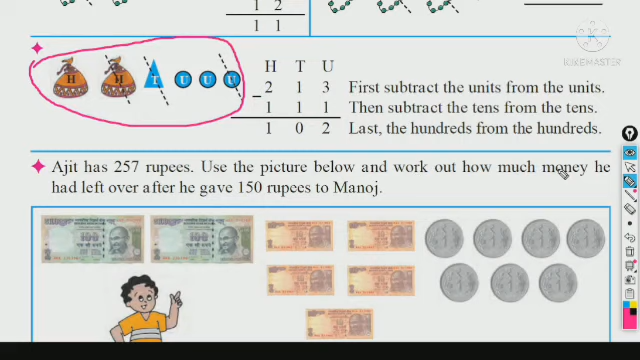 1 2
1 1
KINEMASTER
H H T U U U
H T U
2 1 3 First subtract the units from the units.
− 1 1 1 Then subtract the tens from the tens.
1 0 2 Last, the hundreds from the hundreds.
Ajit has 257 rupees. Use the picture below and work out how much money he
had left over after he gave 150 rupees to Manoj.
100 100